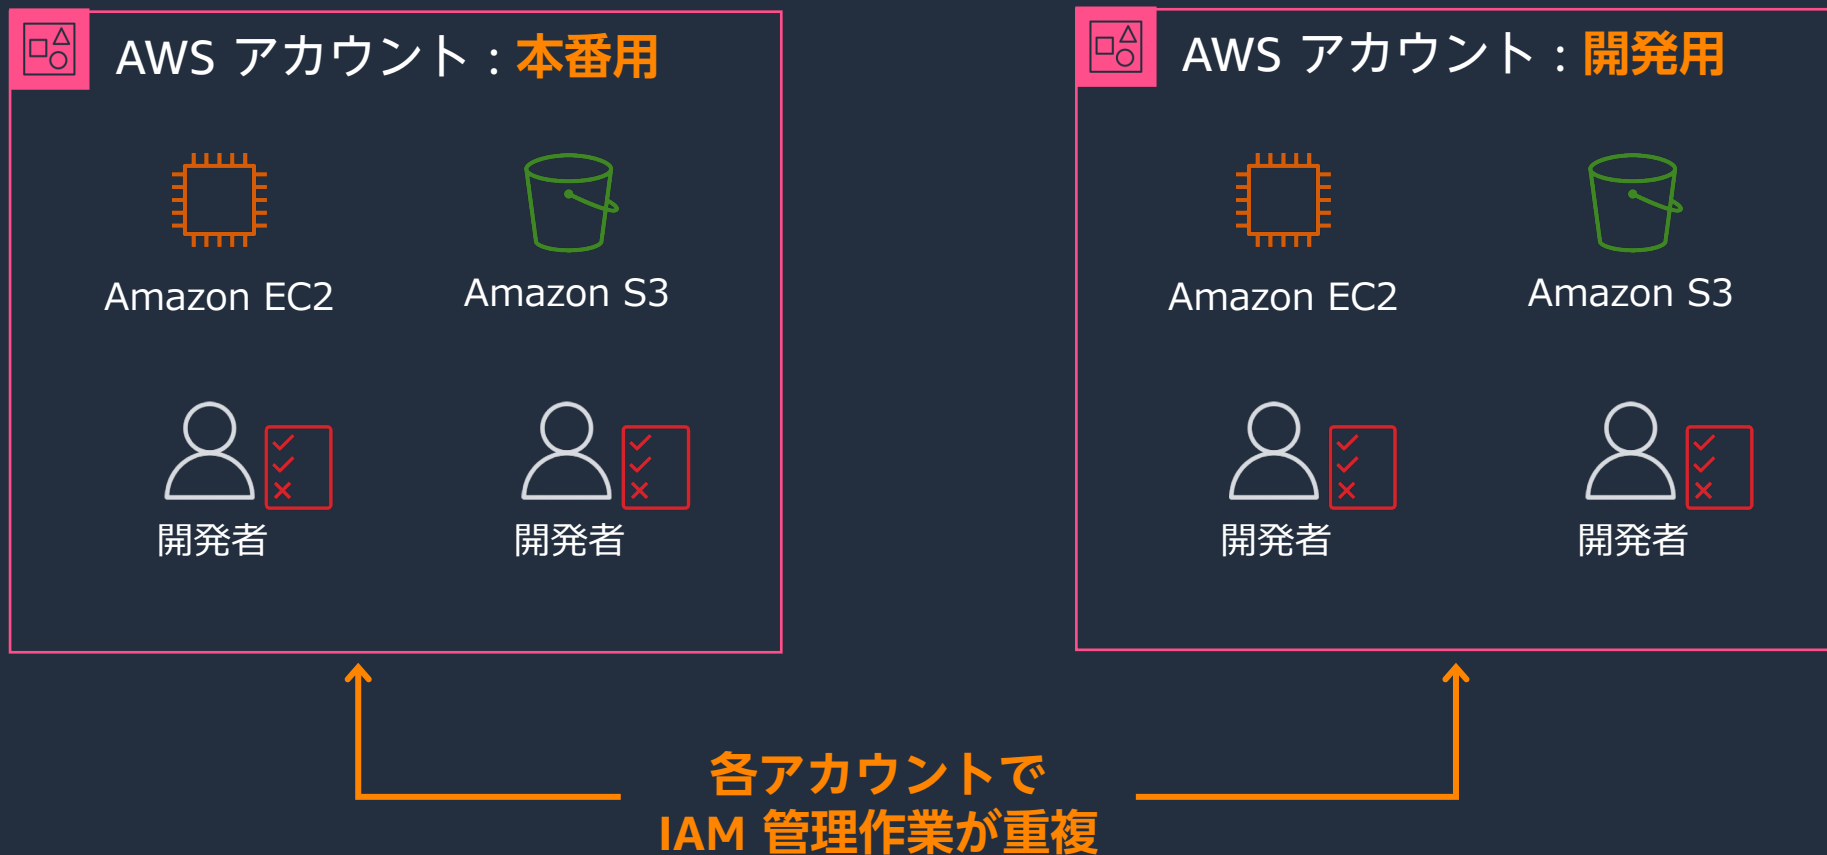 AWS アカウント：本番用
AWS アカウント：開発用
Amazon EC2
Amazon S3
Amazon EC2
Amazon S3
開発者
開発者
開発者
開発者
各アカウントで
IAM 管理作業が重複